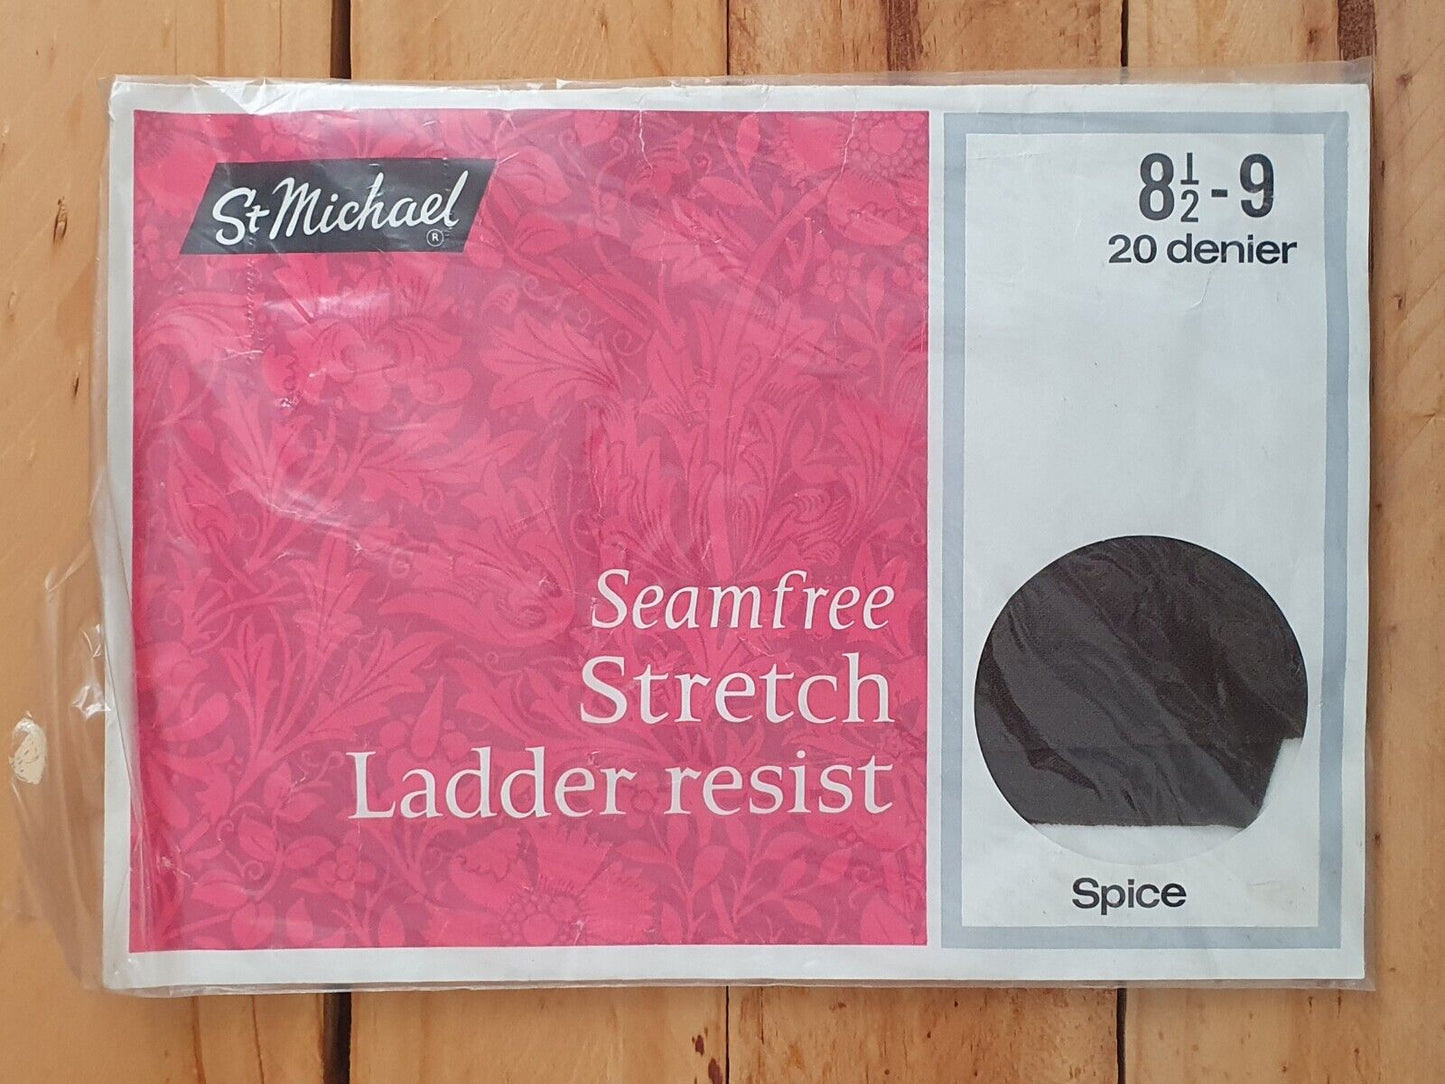 St Michael ®
Seamfree
Stretch
Ladder resist
8½-9
20 denier
Spice